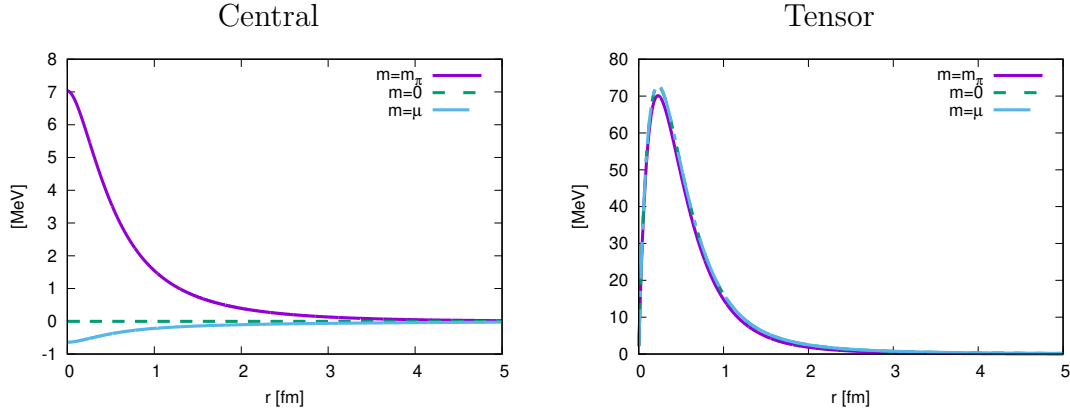 Central
8
7
6
5
4
3
2
1
0
-1
[MeV]
m=mπ
m=0
m=μ
0 1 2 3 4 5
r [fm]
Tensor
80
70
60
50
40
30
20
10
0
[MeV]
m=mπ
m=0
m=μ
0 1 2 3 4 5
r [fm]